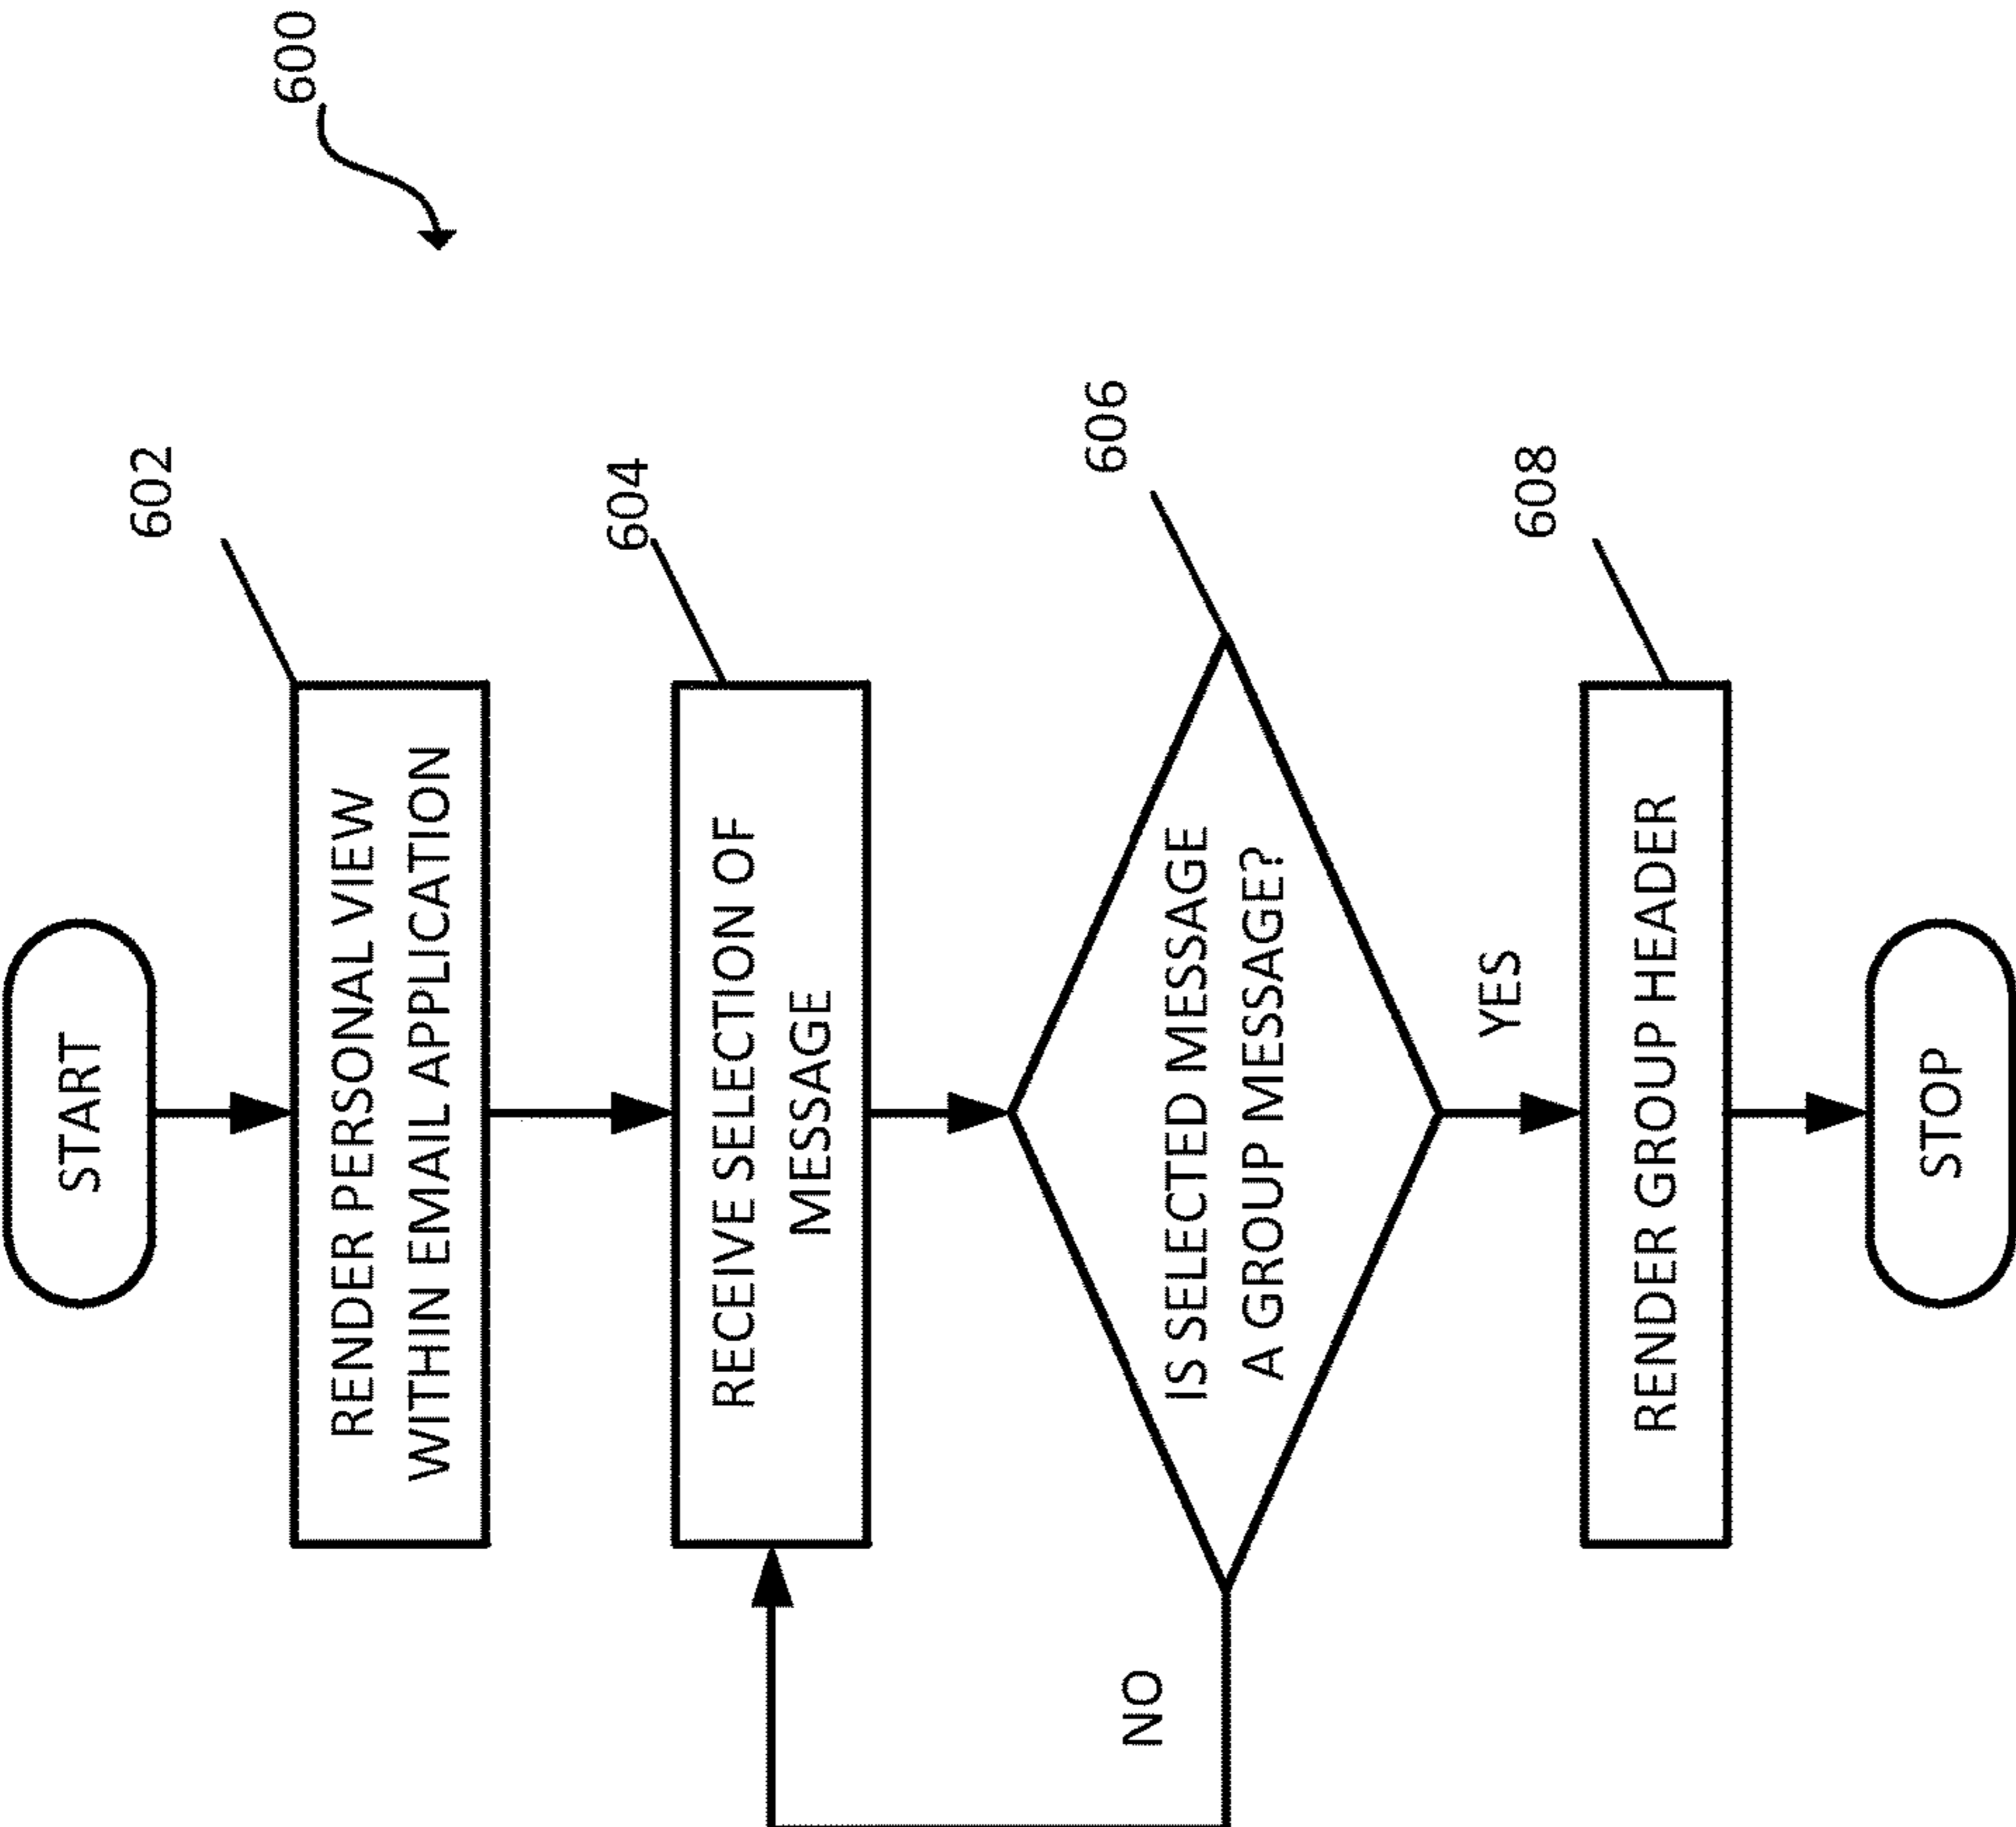 600
START
602
RENDER PERSONAL VIEW
WITHIN EMAIL APPLICATION
604
RECEIVE SELECTION OF
MESSAGE
606
IS SELECTED MESSAGE
A GROUP MESSAGE?
NO
YES
608
RENDER GROUP HEADER
STOP